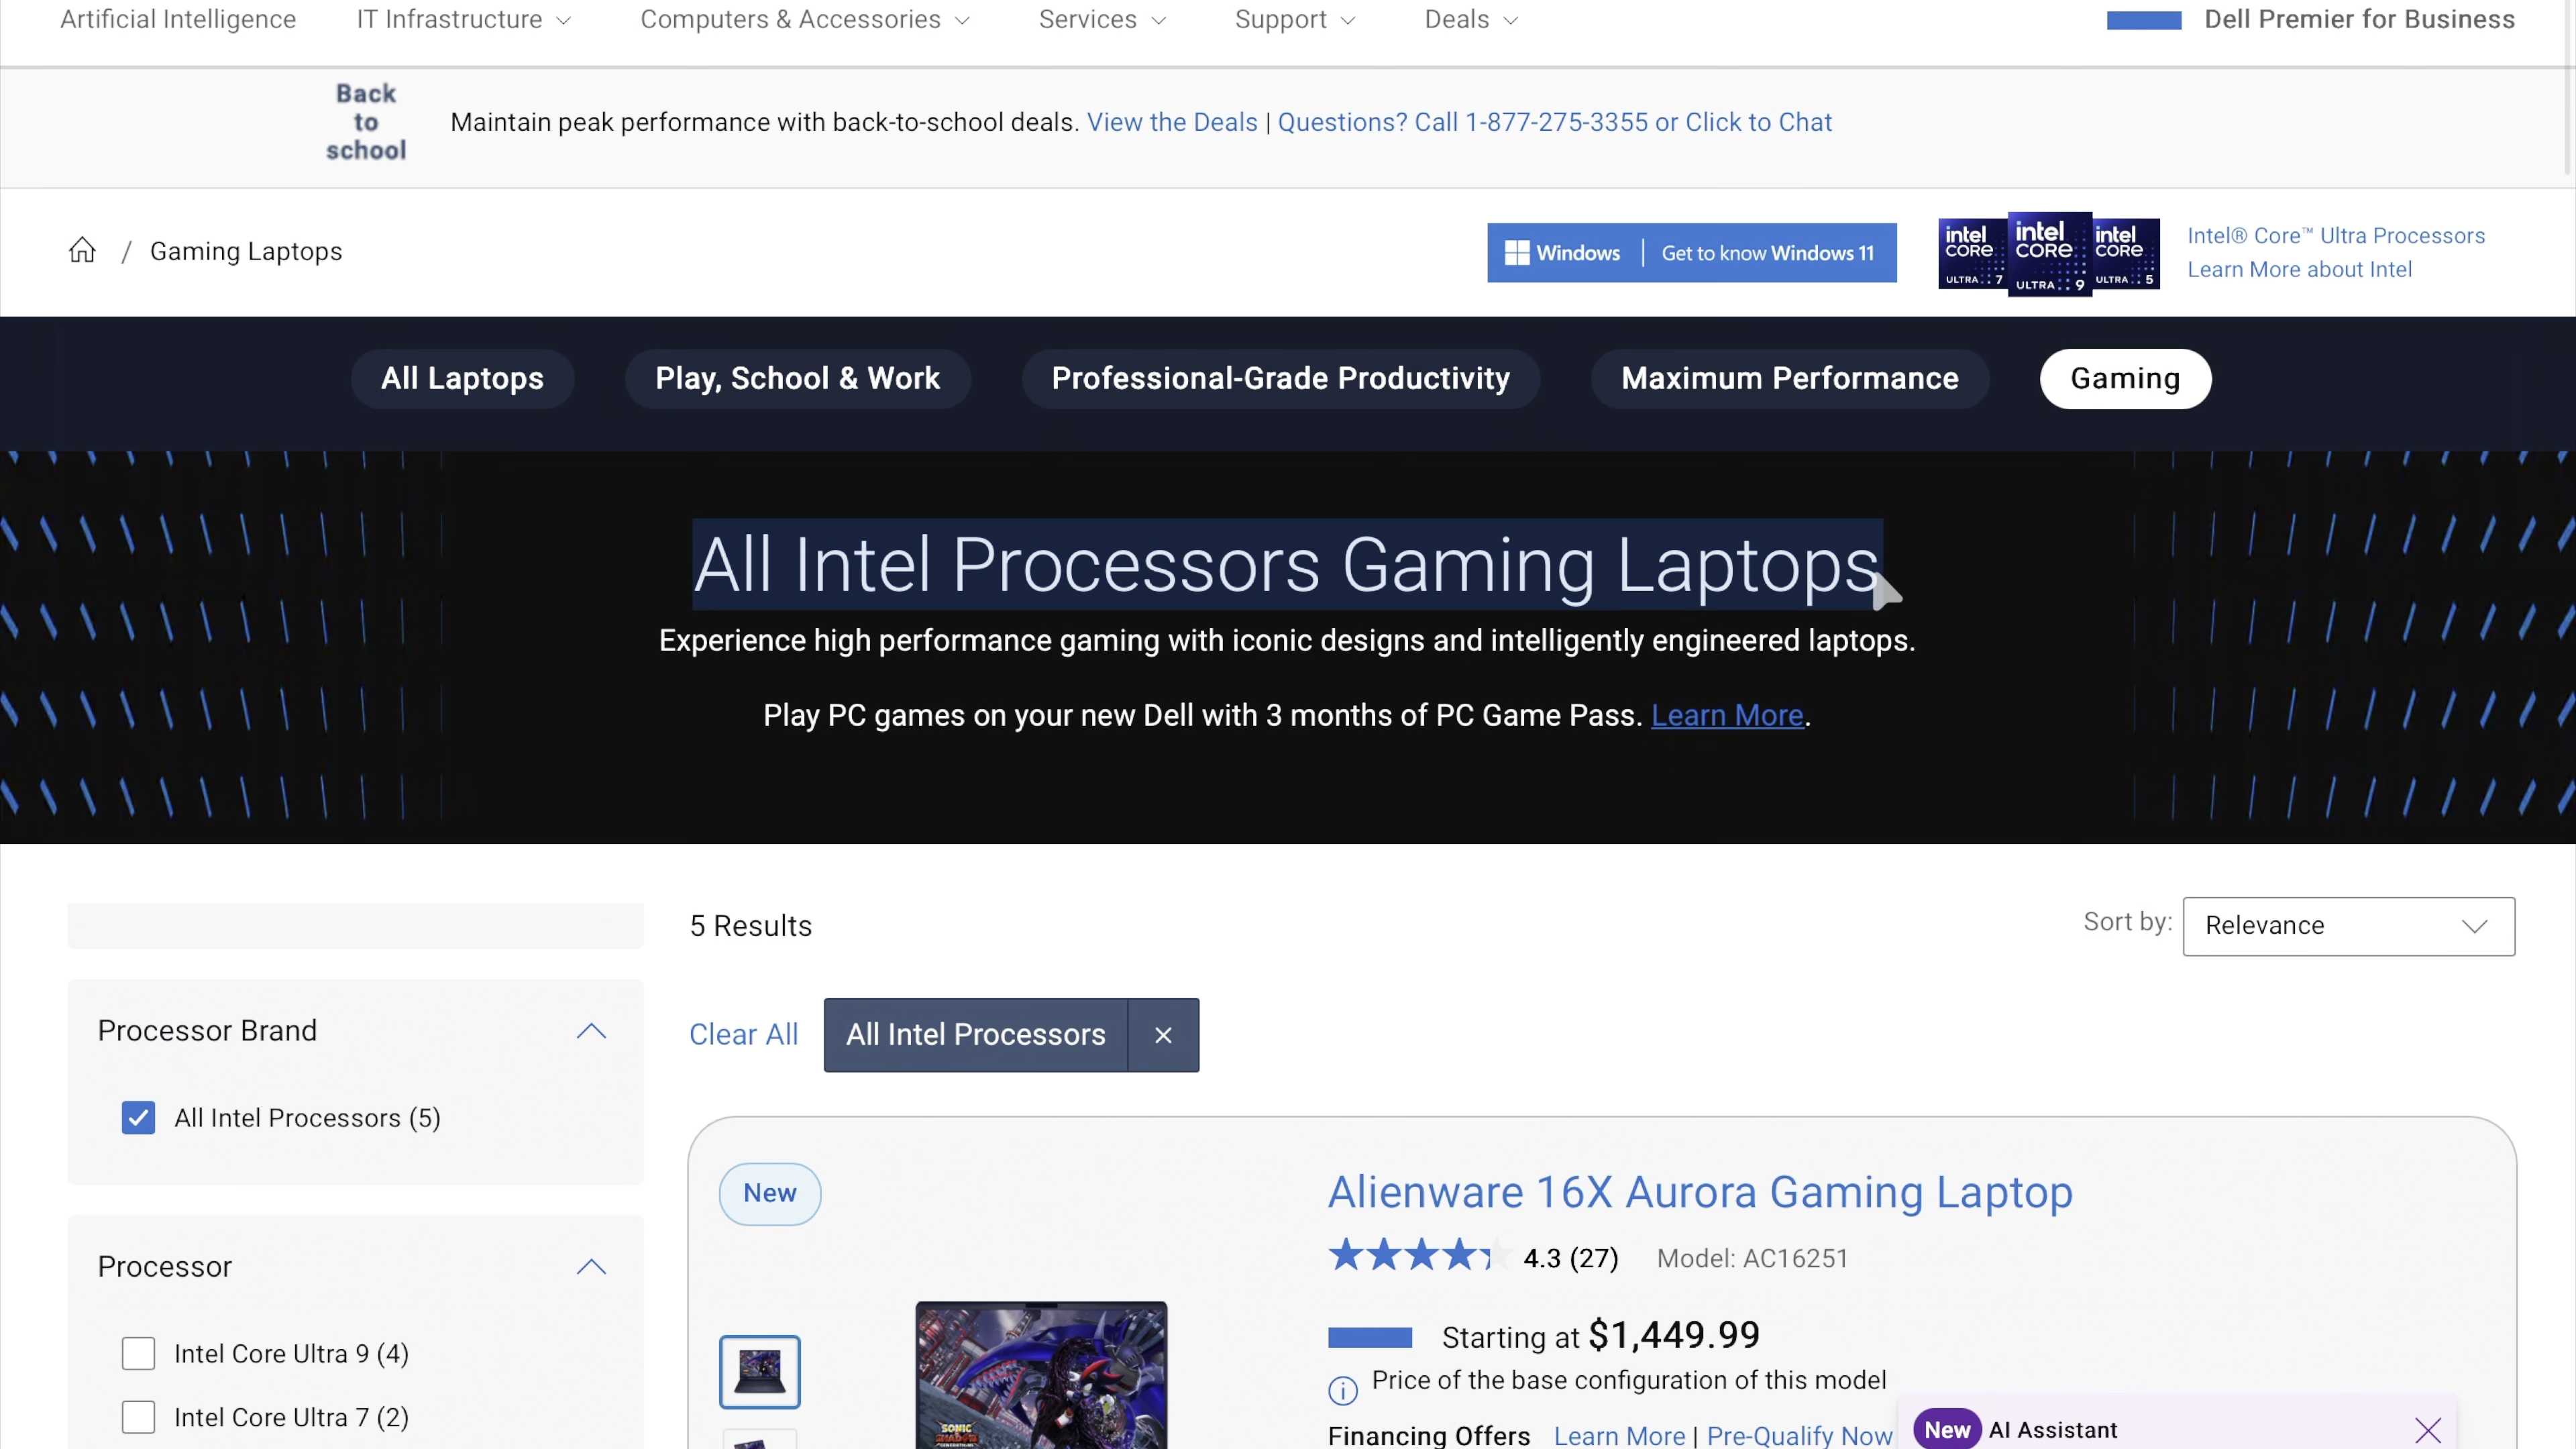 Artificial Intelligence IT Infrastructure Computers & Accessories Services Support Deals Dell Premier for Business
Back
to
school
Maintain peak performance with back-to-school deals. View the Deals | Questions? Call 1-877-275-3355 or Click to Chat
/ Gaming Laptops
Windows | Get to know Windows 11
intel CORE ULTRA 7
intel CORE ULTRA 9
intel CORE ULTRA 5
Intel® Core™ Ultra Processors
Learn More about Intel
All Laptops Play, School & Work Professional-Grade Productivity Maximum Performance Gaming
All Intel Processors Gaming Laptops
Experience high performance gaming with iconic designs and intelligently engineered laptops.
Play PC games on your new Dell with 3 months of PC Game Pass. Learn More.
5 Results
Sort by: Relevance
Processor Brand
All Intel Processors (5)
Processor
Intel Core Ultra 9 (4)
Intel Core Ultra 7 (2)
Clear All All Intel Processors ×
New
Alienware 16X Aurora Gaming Laptop
4.3 (27) Model: AC16251
Starting at $1,449.99
Price of the base configuration of this model
Financing Offers Learn More | Pre-Qualify Now
SONIC
SHADOW
New AI Assistant